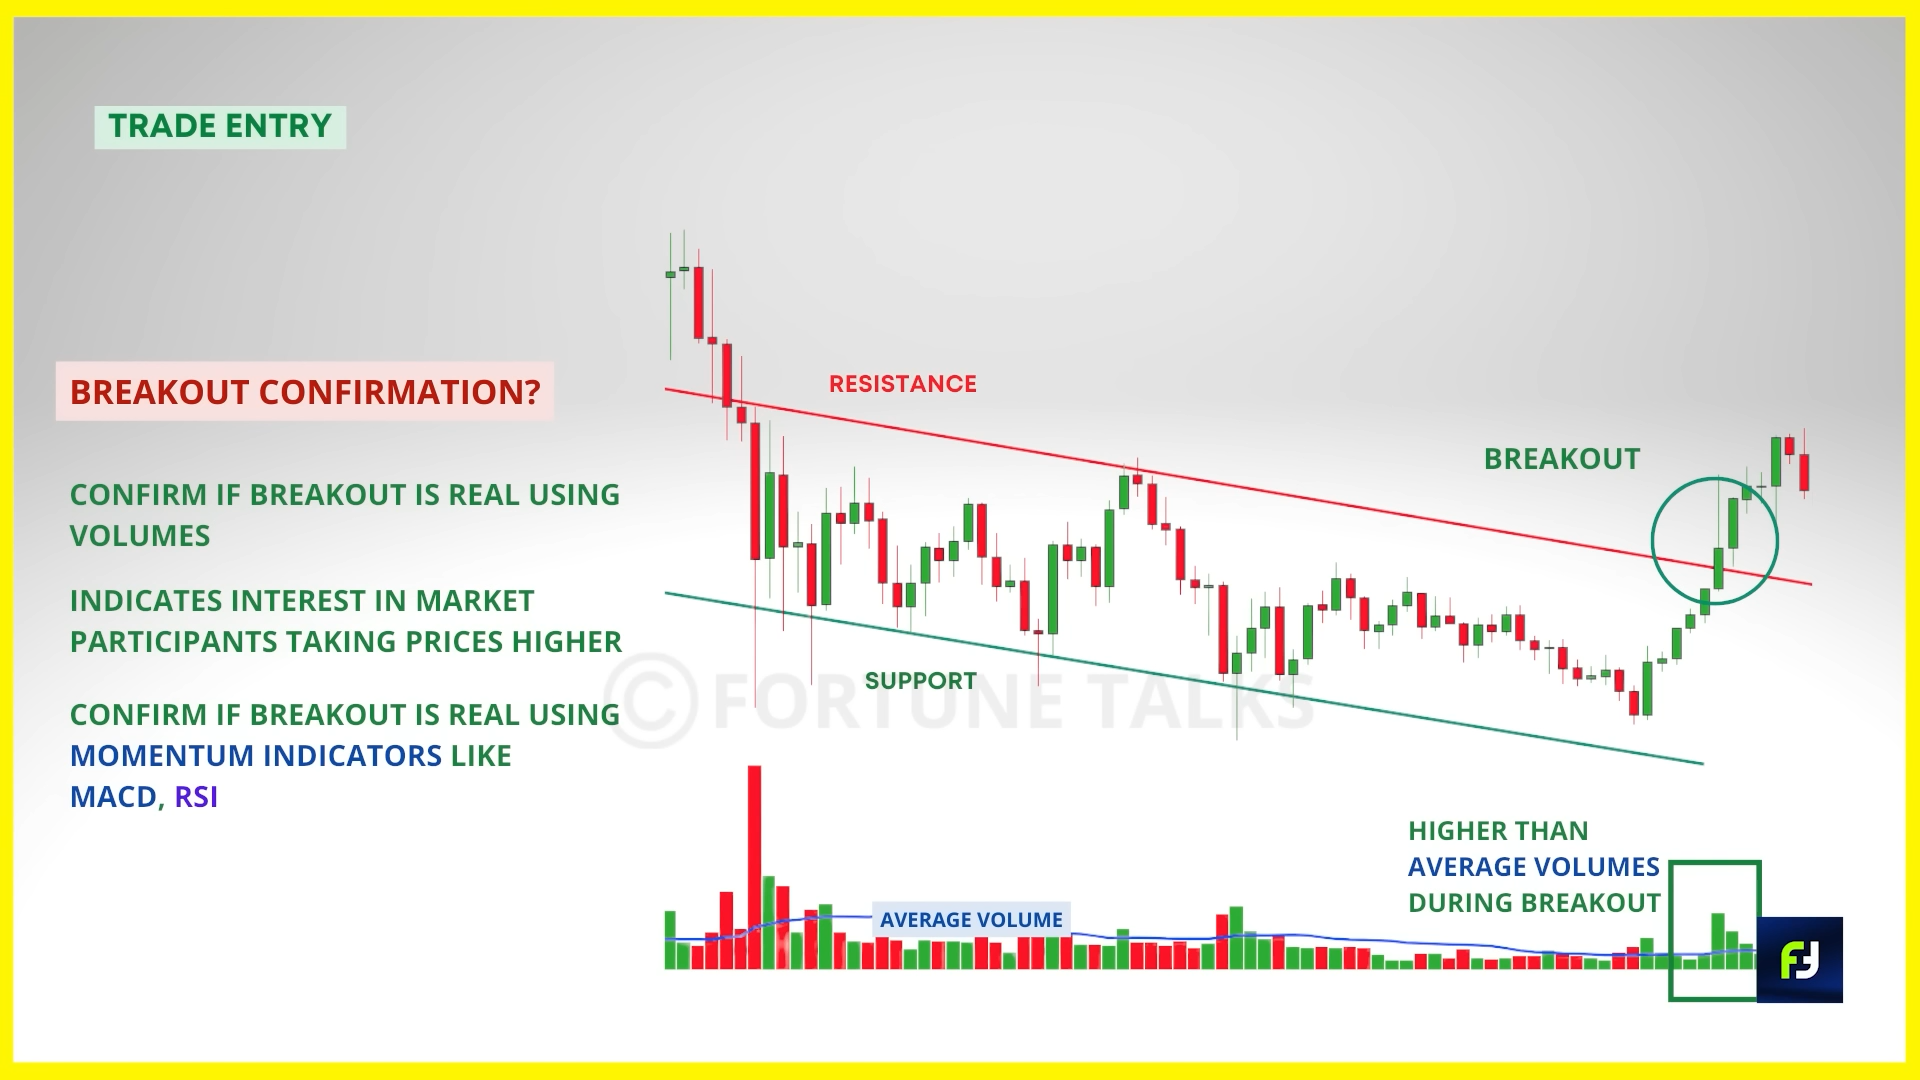 TRADE ENTRY
BREAKOUT CONFIRMATION?
CONFIRM IF BREAKOUT IS REAL USING
VOLUMES
INDICATES INTEREST IN MARKET
PARTICIPANTS TAKING PRICES HIGHER
CONFIRM IF BREAKOUT IS REAL USING
MOMENTUM INDICATORS LIKE
MACD, RSI
RESISTANCE
BREAKOUT
SUPPORT
© FORTUNE TALKS
AVERAGE VOLUME
HIGHER THAN
AVERAGE VOLUMES
DURING BREAKOUT